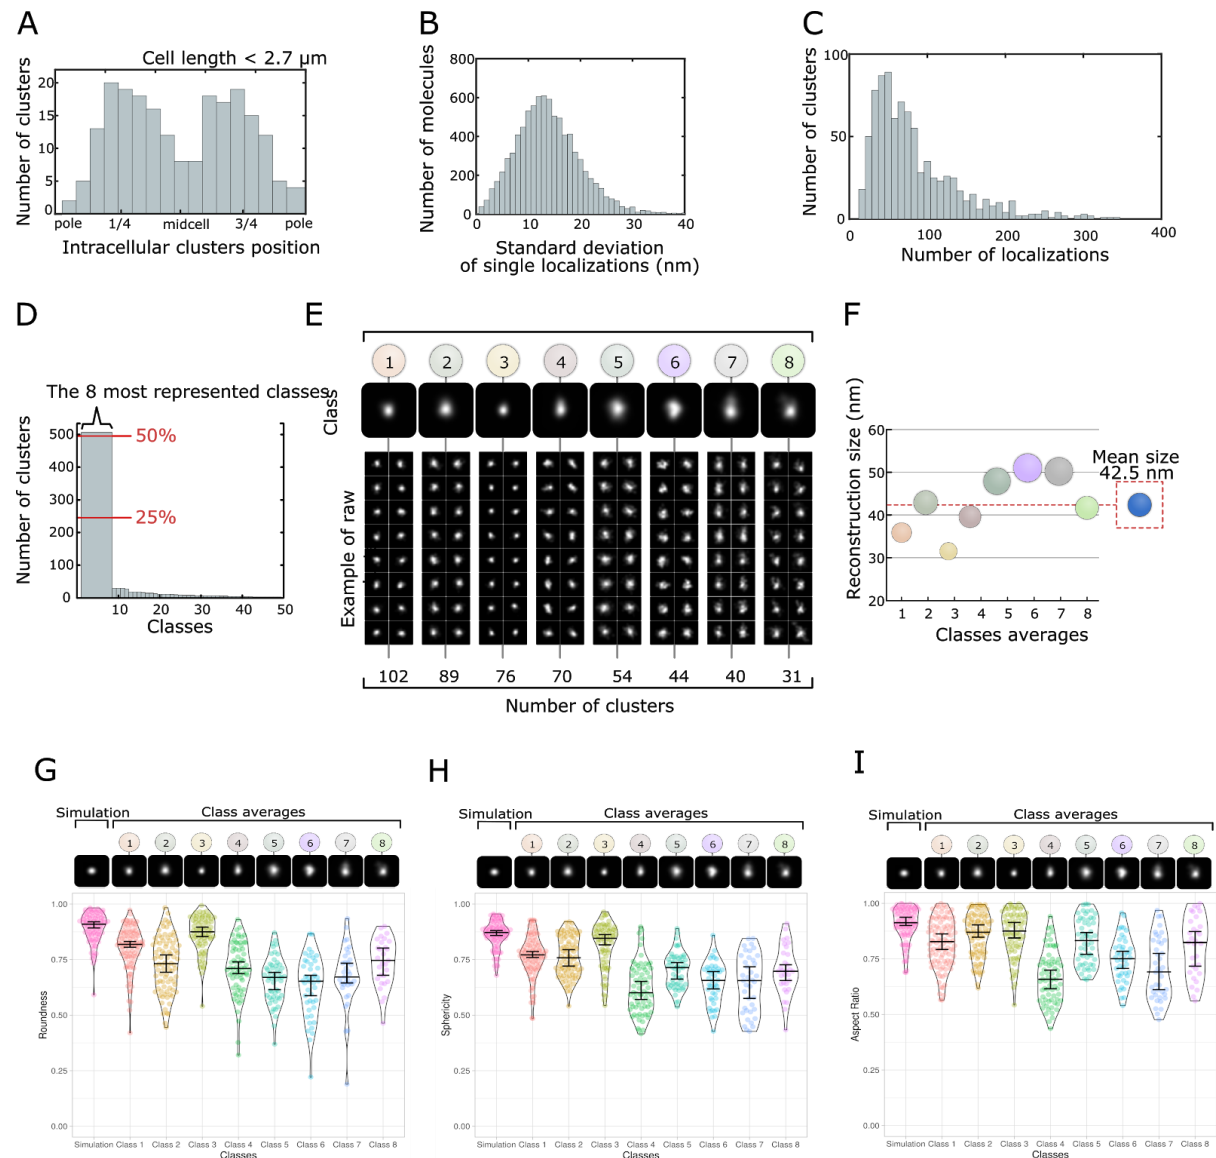 A
Cell length < 2.7 µm
Number of clusters
20
15
10
5
0
pole 1/4 midcell 3/4 pole
Intracellular clusters position
B
Number of molecules
800
600
400
200
0
0 10 20 30 40
Standard deviation
of single localizations (nm)
C
Number of clusters
100
50
0
0 100 200 300 400
Number of localizations
D
The 8 most represented classes
Number of clusters
500
400
300
200
100
0
50%
25%
10 20 30 40 50
Classes
E
1 2 3 4 5 6 7 8
Class
Example of raw
102 89 76 70 54 44 40 31
Number of clusters
F
Reconstruction size (nm)
60
50
40
30
20
Mean size
42.5 nm
1 2 3 4 5 6 7 8
Classes averages
G
Simulation Class averages
1 2 3 4 5 6 7 8
Roundness
1.00
0.75
0.50
0.25
0.00
Simulation Class 1 Class 2 Class 3 Class 4 Class 5 Class 6 Class 7 Class 8
Classes
H
Simulation Class averages
1 2 3 4 5 6 7 8
Sphericity
1.00
0.75
0.50
0.25
0.00
Simulation Class 1 Class 2 Class 3 Class 4 Class 5 Class 6 Class 7 Class 8
Classes
I
Simulation Class averages
1 2 3 4 5 6 7 8
Aspect Ratio
1.00
0.75
0.50
0.25
0.00
Simulation Class 1 Class 2 Class 3 Class 4 Class 5 Class 6 Class 7 Class 8
Classes